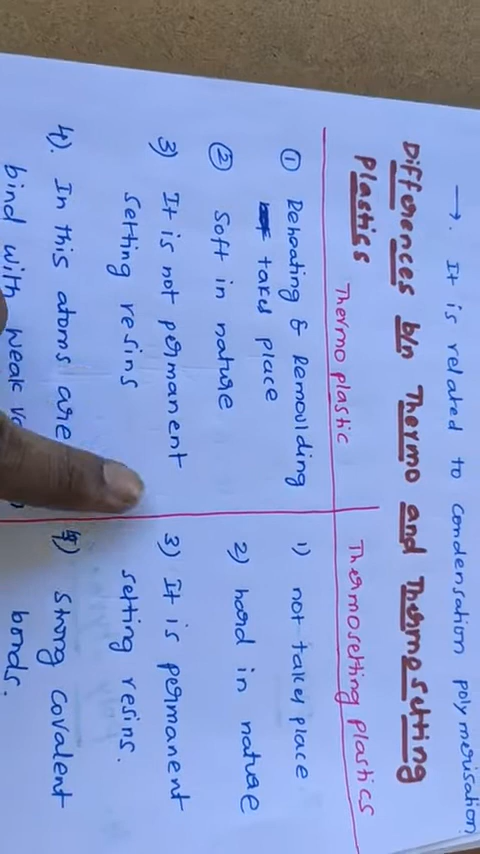 →. It is related to condensation polymerisation
Differences b/n Thermo and Thermosetting
Plastics
Thermo plastic
Thermosetting plastics
① Reheating & Remoulding
takes place
② Soft in nature
3) It is not permanent
setting resins
4). In this atoms are
bind with weak
1) not takes place
2) hard in nature
3) It is permanent
setting resins.
4) Strong covalent
bonds.